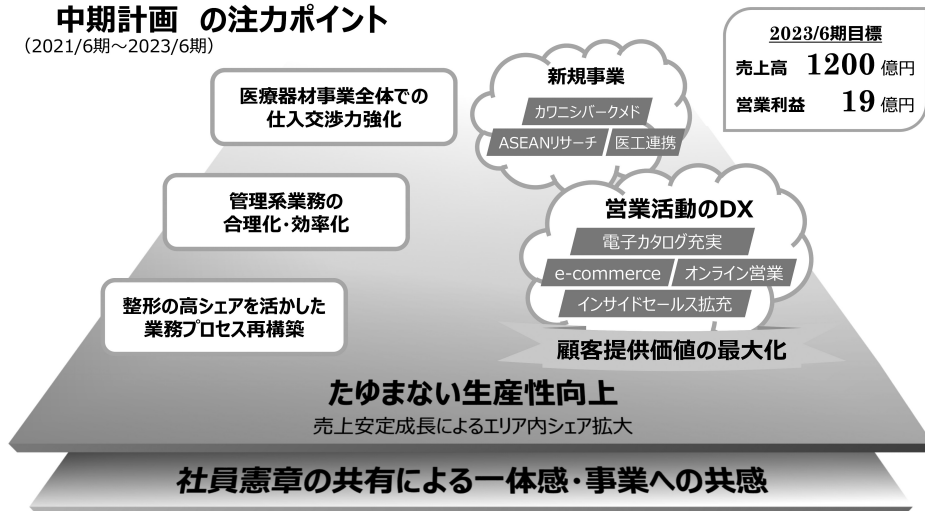 中期計画 の注力ポイント
（2021/6期～2023/6期）
2023/6期目標
売上高 1200 億円
営業利益 19 億円
医療器材事業全体での
仕入交渉力強化
新規事業
カワニシバークメド
ASEANリサーチ 医工連携
管理系業務の
合理化・効率化
営業活動のDX
電子カタログ充実
e-commerce オンライン営業
インサイドセールス拡充
整形の高シェアを活かした
業務プロセス再構築
顧客提供価値の最大化
たゆまない生産性向上
売上安定成長によるエリア内シェア拡大
社員憲章の共有による一体感・事業への共感